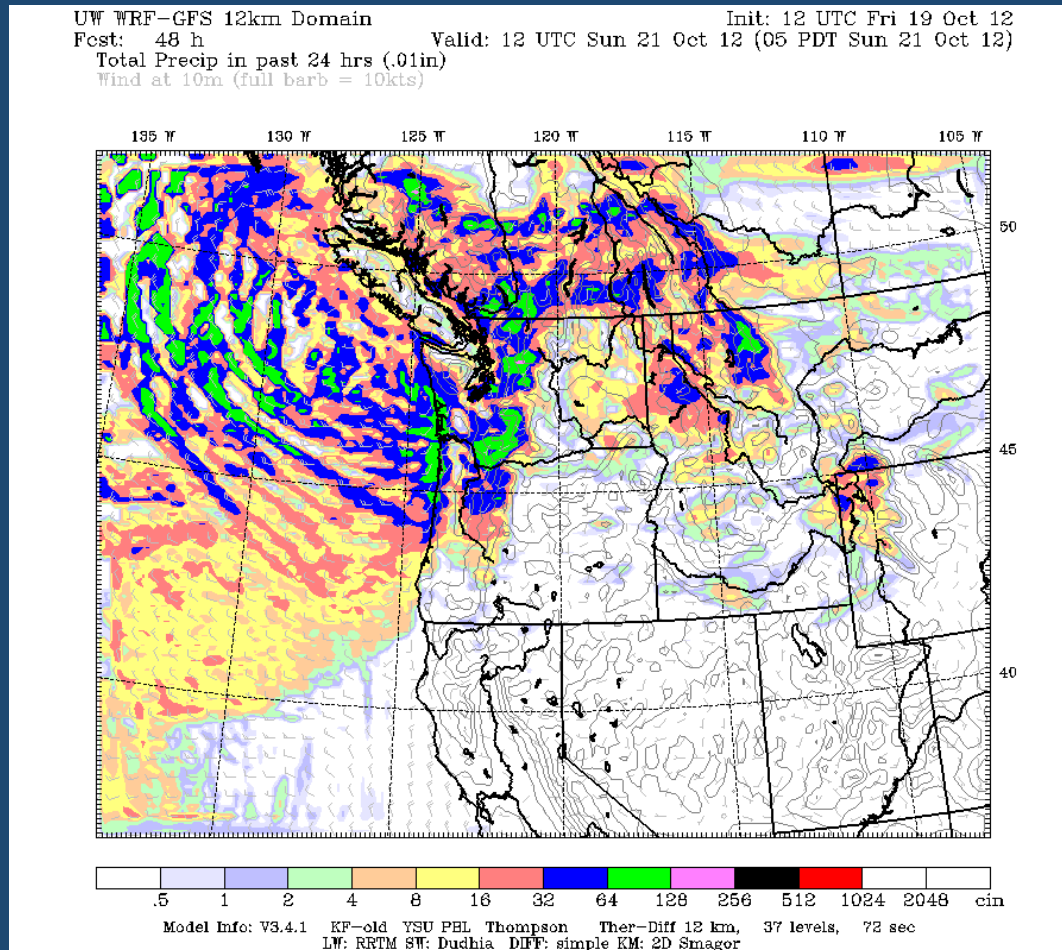 UW WRF-GFS 12km Domain Init: 12 UTC Fri 19 Oct 12
Fcst: 48 h Valid: 12 UTC Sun 21 Oct 12 (05 PDT Sun 21 Oct 12)
Total Precip in past 24 hrs (.01in)
Wind at 10m (full barb = 10kts)
135 W 130 W 125 W 120 W 115 W 110 W 105 W
50
45
40
.5 1 2 4 8 16 32 64 128 256 512 1024 2048 cin
Model Info: V3.4.1 KF-old YSU PBL Thompson Ther-Diff 12 km, 37 levels, 72 sec
LW: RRTM SW: Dudhia DIFF: simple KM: 2D Smagor